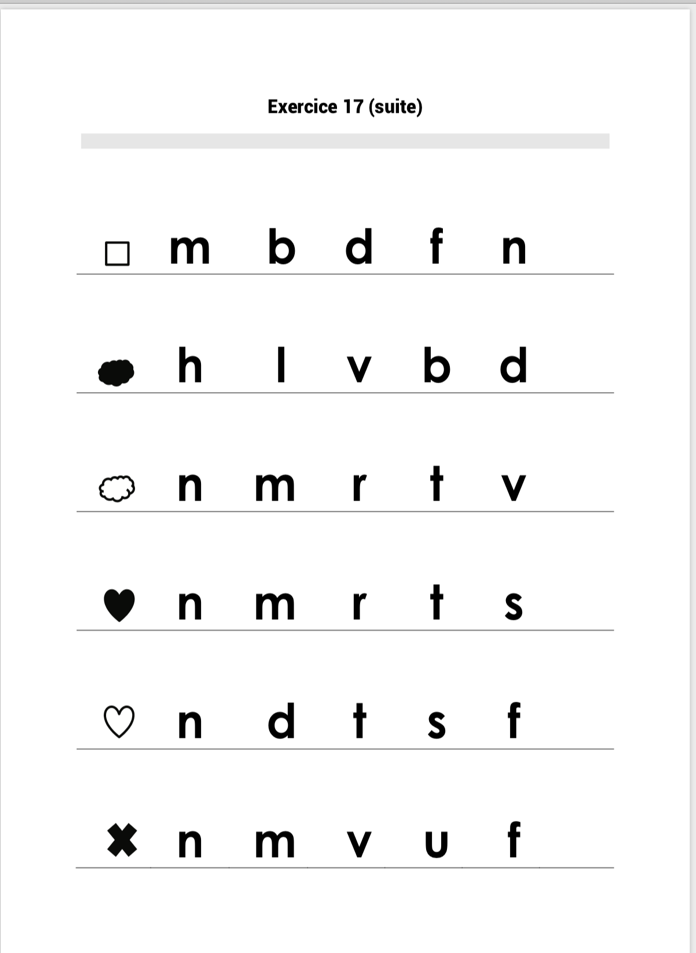 Exercice 17 (suite)
m b d f n
h l v b d
n m r t v
n m r t s
n d t s f
n m v u f